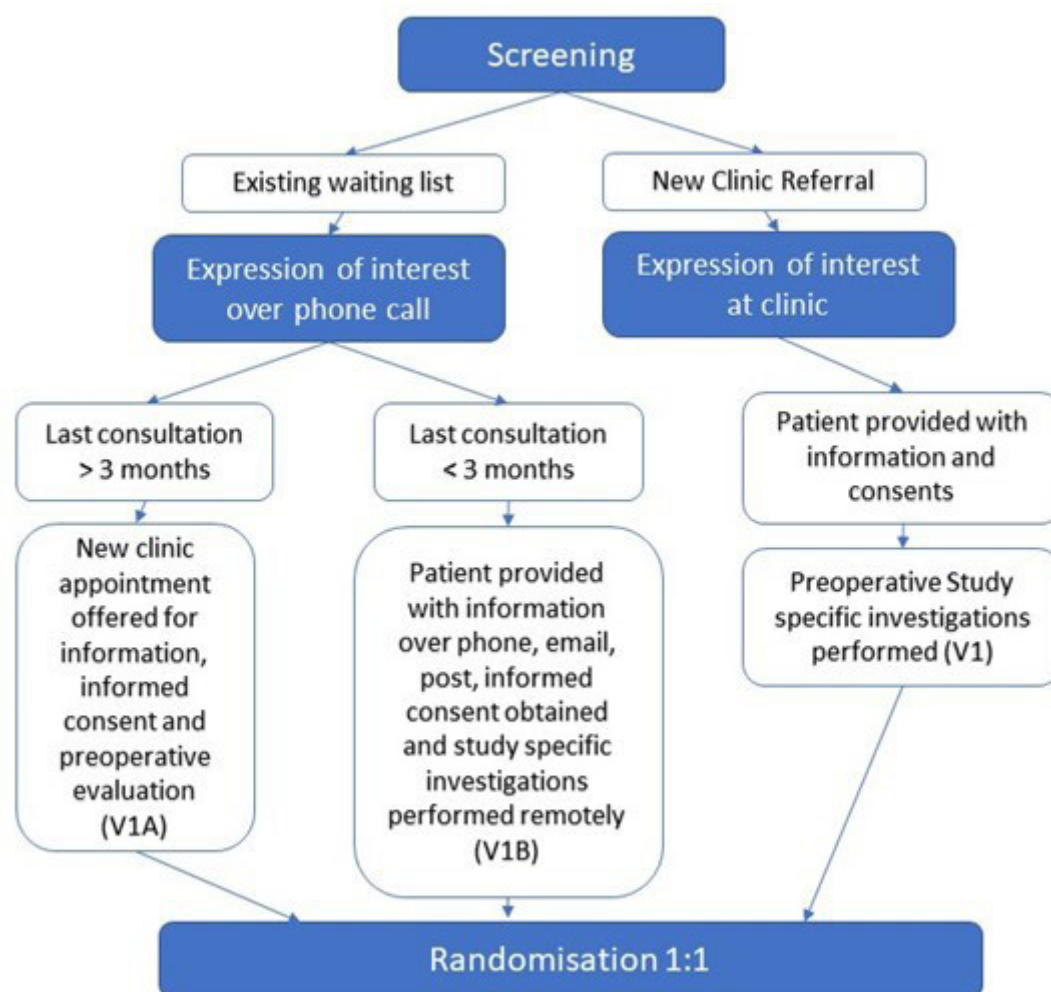 Screening
Existing waiting list
New Clinic Referral
Expression of interest
over phone call
Expression of interest
at clinic
Last consultation
> 3 months
Last consultation
< 3 months
Patient provided with
information and
consents
New clinic
appointment
offered for
information,
informed
consent and
preoperative
evaluation
(V1A)
Patient provided
with information
over phone, email,
post, informed
consent obtained
and study specific
investigations
performed remotely
(V1B)
Preoperative Study
specific investigations
performed (V1)
Randomisation 1:1